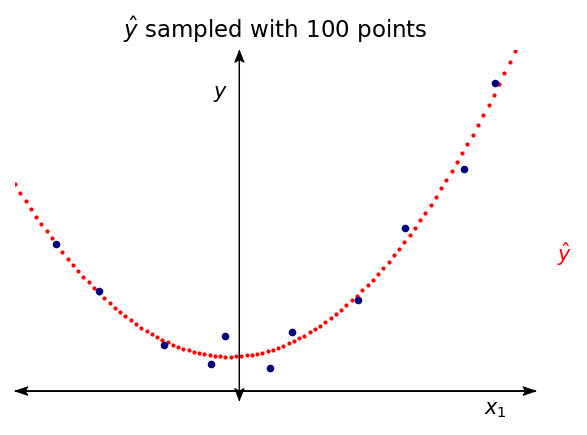 ŷ sampled with 100 points
y
ŷ
x₁